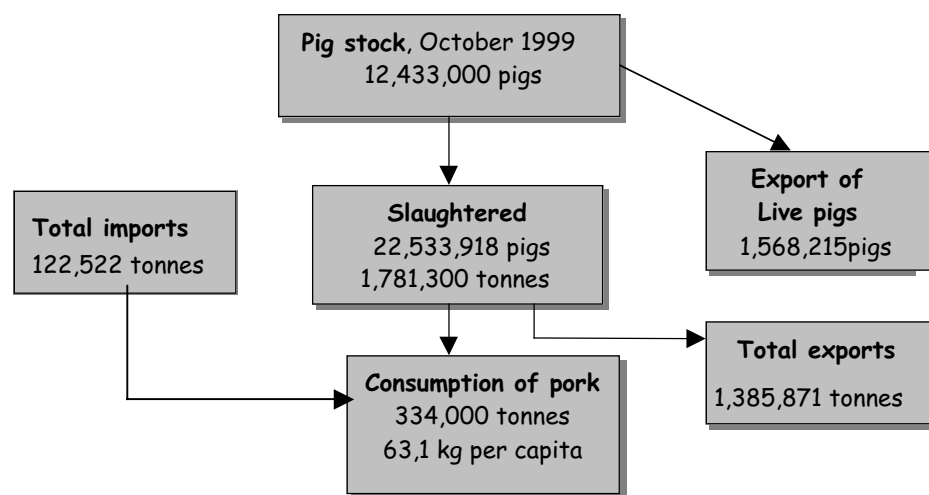 Pig stock, October 1999
12,433,000 pigs
Export of
Live pigs
1,568,215pigs
Slaughtered
22,533,918 pigs
1,781,300 tonnes
Total imports
122,522 tonnes
Total exports
1,385,871 tonnes
Consumption of pork
334,000 tonnes
63,1 kg per capita